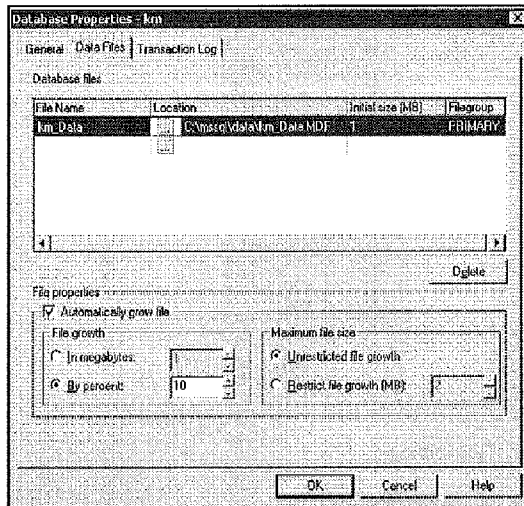 Database Properties - km
General Data Files Transaction Log
Database files
File Name Location Initial size (MB) Filegroup
km_Data ... C:\mssql\data\km_Data.MDF 1 PRIMARY
...
Delete
File properties
Automatically grow file
File growth
In megabytes: 1
By percent: 10
Maximum file size
Unrestricted file growth
Restrict file growth (MB): 2
OK Cancel Help